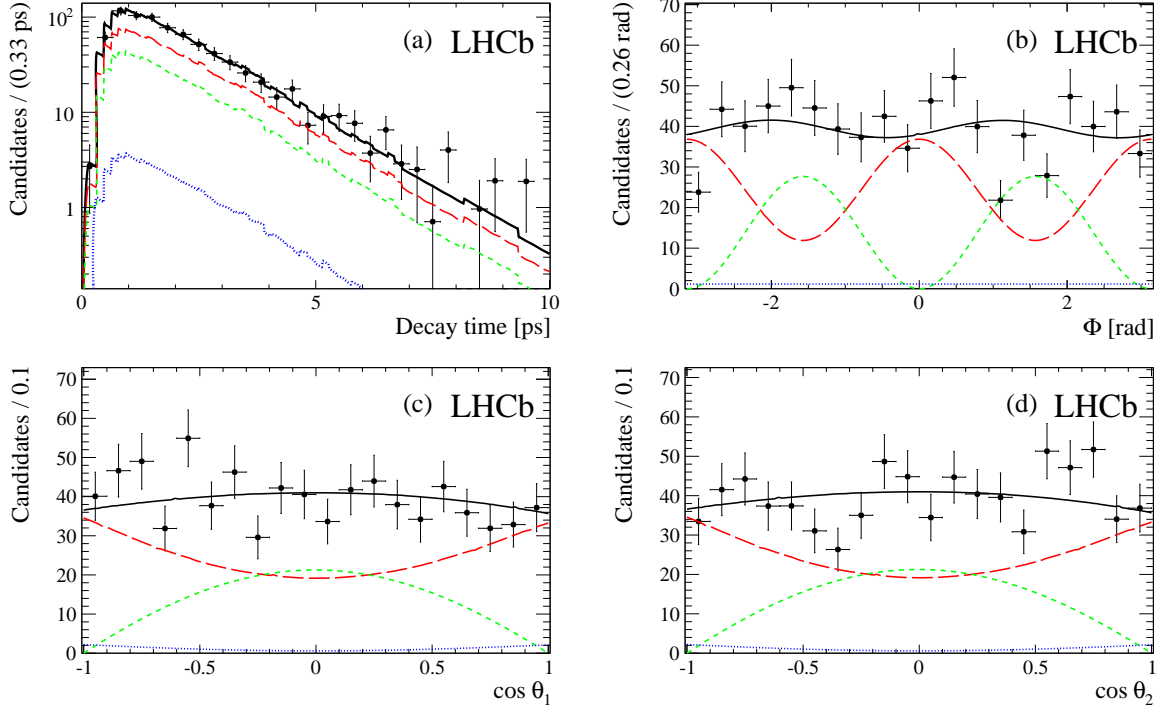 (a) LHCb
Candidates / (0.33 ps)
10²
10
1
0 5 10
Decay time [ps]
(b) LHCb
Candidates / (0.26 rad)
70
60
50
40
30
20
10
0
-2 0 2
Φ [rad]
(c) LHCb
Candidates / 0.1
70
60
50
40
30
20
10
0
-1 -0.5 0 0.5 1
cos θ₁
(d) LHCb
Candidates / 0.1
70
60
50
40
30
20
10
0
-1 -0.5 0 0.5 1
cos θ₂